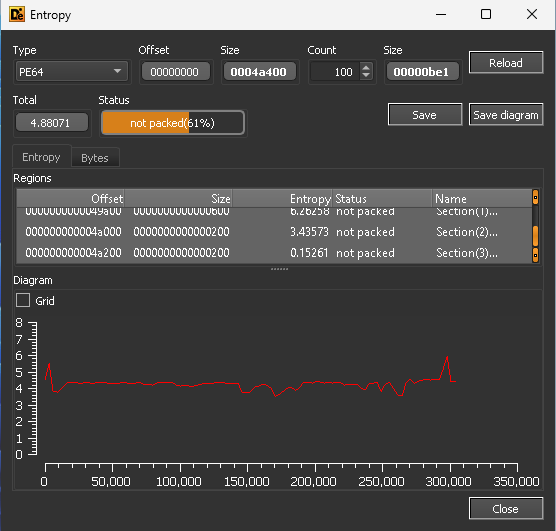 Entropy
Type Offset Size Count Size
PE64 00000000 0004a400 100 00000be1 Reload
Total Status
4.88071 not packed(61%) Save Save diagram
Entropy Bytes
Regions
Offset Size Entropy Status Name
0000000000049a00 0000000000000600 6.26258 not packed Section(1)...
000000000004a000 0000000000000200 3.43573 not packed Section(2)...
000000000004a200 0000000000000200 0.15261 not packed Section(3)...
Diagram
Grid
8
7
6
5
4
3
2
1
0
0 50,000 100,000 150,000 200,000 250,000 300,000 350,000
Close